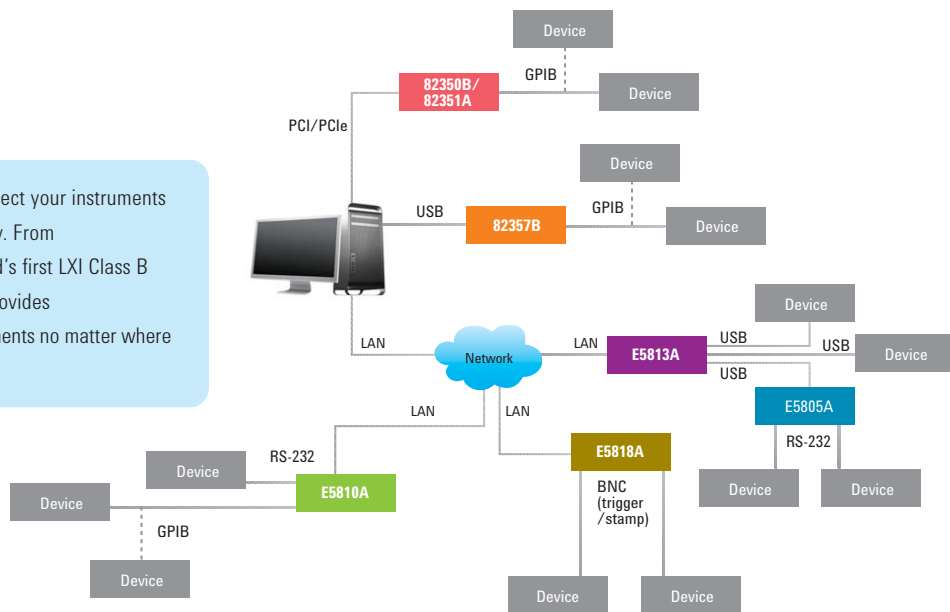 Device
GPIB
82350B/
82351A
Device
PCI/PCIe
Device
ect your instruments
USB
GPIB
82357B
Device
. From
d's first LXI Class B
ovides
ments no matter where
LAN
Network
LAN
E5813A
USB
USB
USB
Device
Device
E5805A
RS-232
Device
Device
LAN
LAN
RS-232
Device
E5810A
Device
GPIB
Device
E5818A
BNC
(trigger
/stamp)
Device
Device